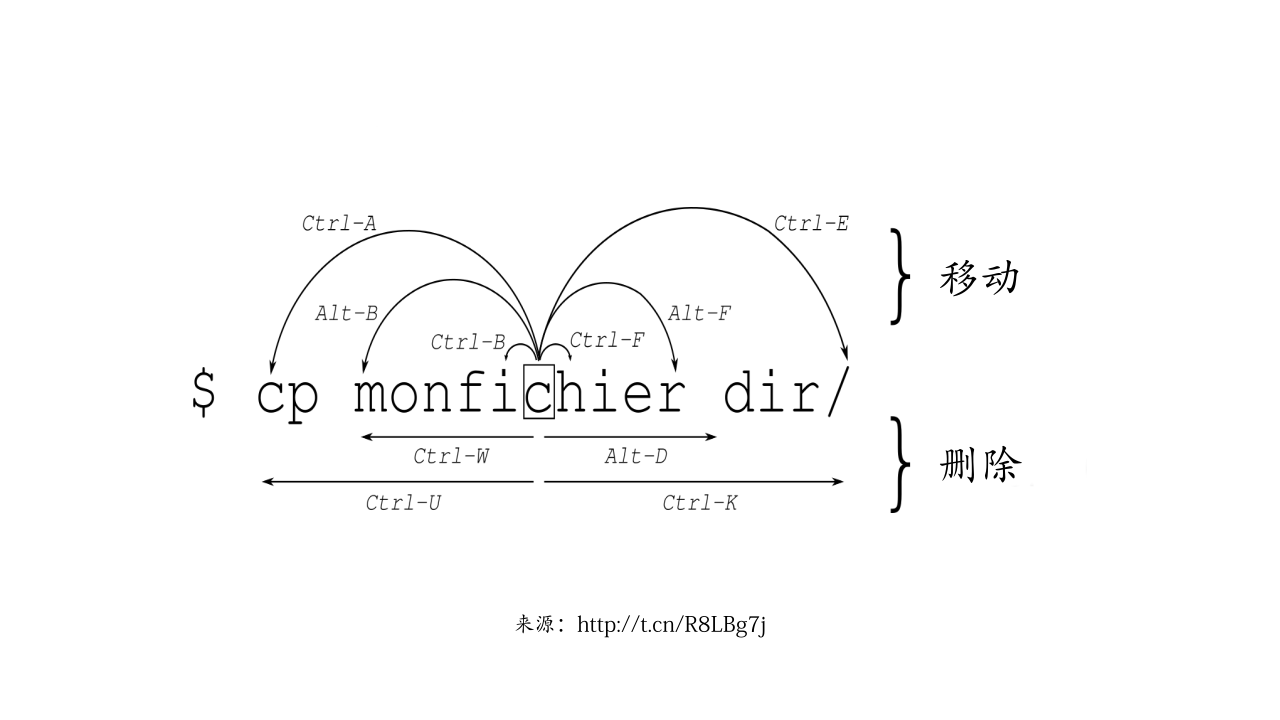 Ctrl-A
Ctrl-E
移动
Alt-B
Alt-F
Ctrl-B
Ctrl-F
$ cp monfichier dir/
Ctrl-W
Alt-D
删除
Ctrl-U
Ctrl-K
来源：http://t.cn/R8LBg7j